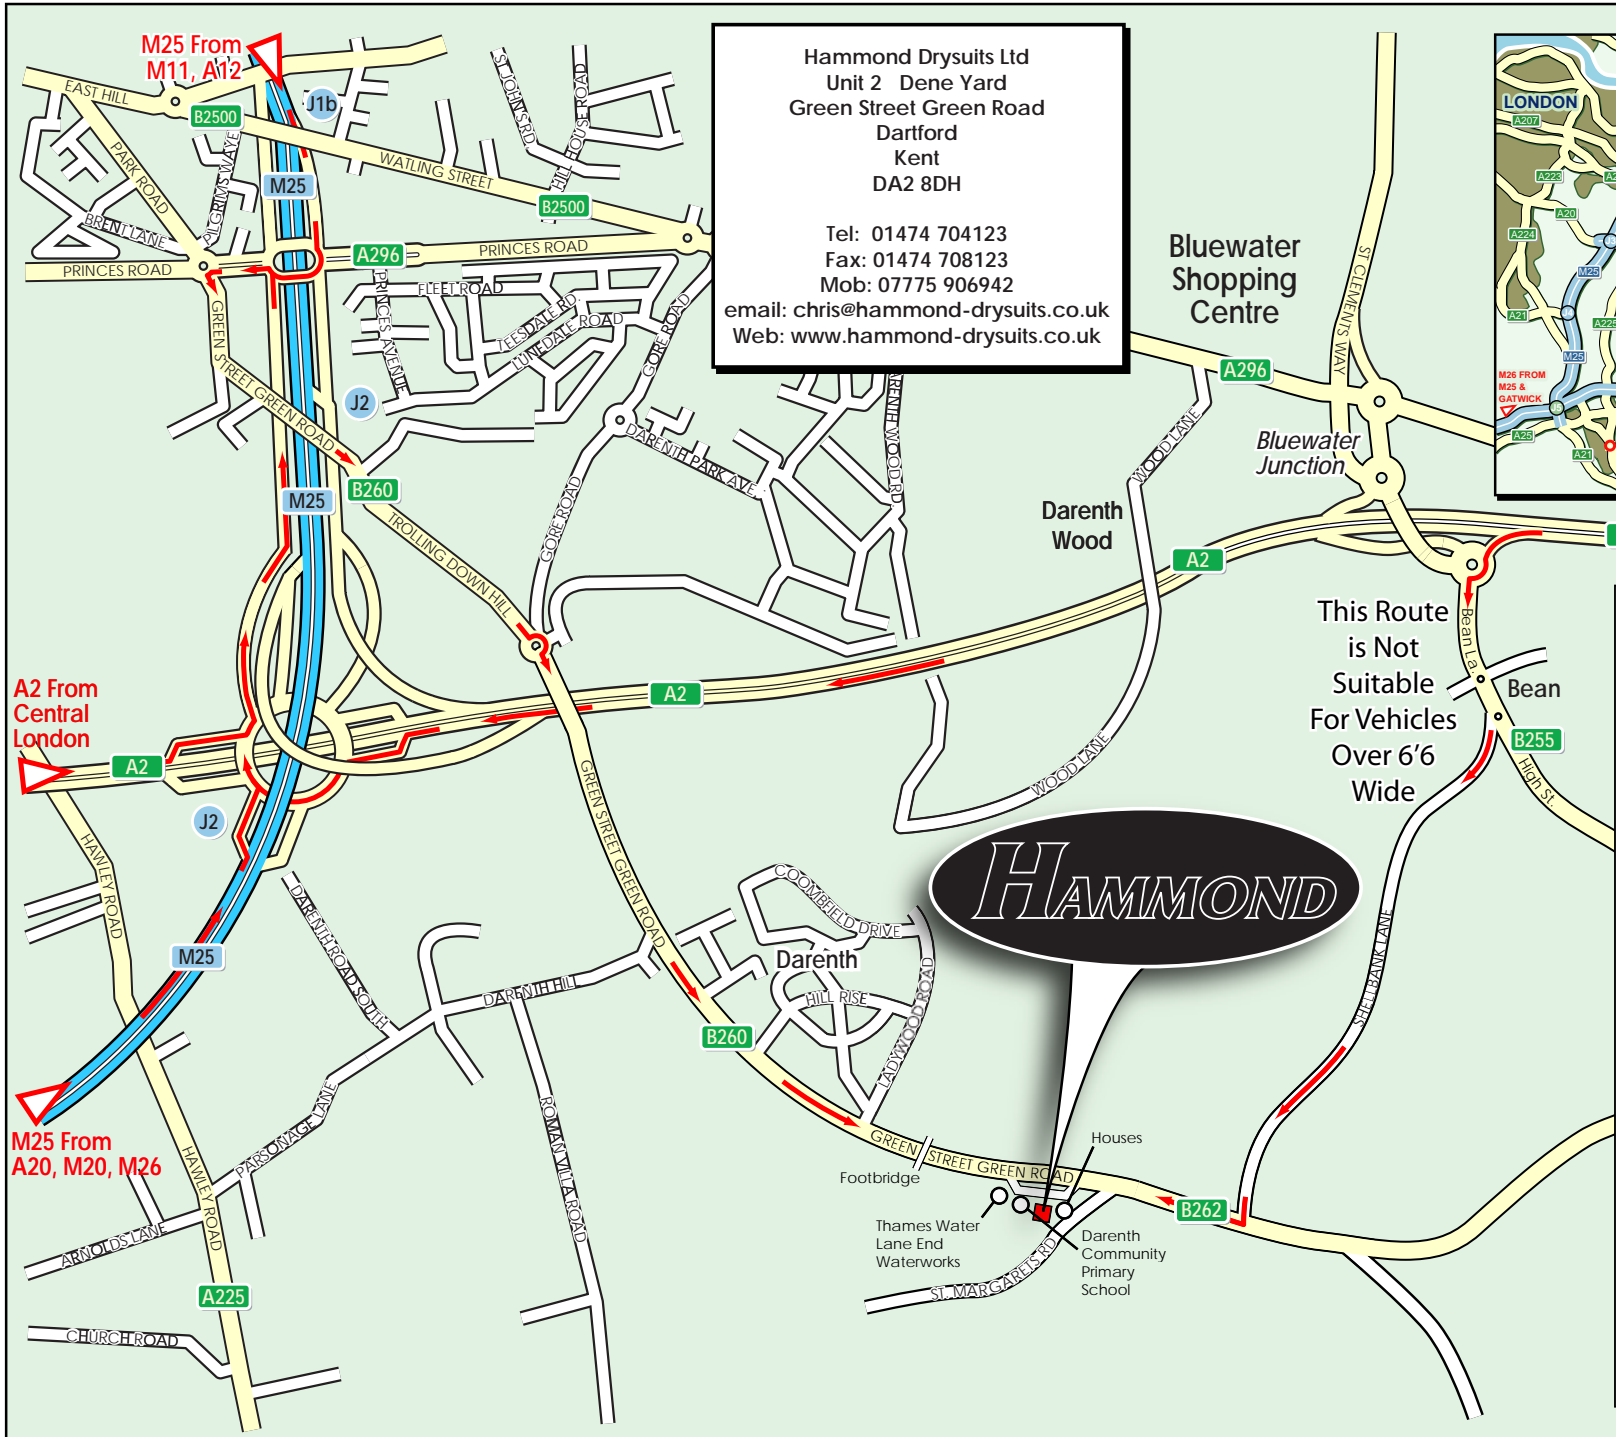 M25 From
M11, A12
EAST HILL
B2500
J1b
ST JOHN'S RD
HILL HOUSE ROAD
WATLING STREET
B2500
PARK ROAD
PILGRIMS WAYE
BRENT LANE
M25
PRINCES ROAD
A296
PRINCES ROAD
FLEET ROAD
PRINCES AVENUE
TEESDALE RD.
LUNEDALE ROAD
GORE ROAD
GREEN STREET GREEN ROAD
J2
B260
M25
DARENTH PARK AVE.
DARENTH WOOD RD.
GORE ROAD
TROLLING DOWN HILL
Hammond Drysuits Ltd
Unit 2 Dene Yard
Green Street Green Road
Dartford
Kent
DA2 8DH
Tel: 01474 704123
Fax: 01474 708123
Mob: 07775 906942
email: chris@hammond-drysuits.co.uk
Web: www.hammond-drysuits.co.uk
Bluewater
Shopping
Centre
ST CLEMENTS WAY
A296
WOOD LANE
Bluewater
Junction
Darenth
Wood
A2
LONDON
A207
A223
A20
A224
M25
A21
A225
M25
M26 FROM
M25 &
GATWICK
A25
A21
This Route
is Not
Suitable
For Vehicles
Over 6'6
Wide
Bean La.
Bean
B255
High St.
A2 From
Central
London
A2
A2
J2
WOOD LANE
HAWLEY ROAD
GREEN STREET GREEN ROAD
HAMMOND
SHELLBANK LANE
COOMBFIELD DRIVE
Darenth
HILL RISE
LADYWOOD ROAD
DARENTH ROAD SOUTH
DARENTH HILL
M25
B260
M25 From
A20, M20, M26
PARSONAGE LANE
ROMAN VILLA ROAD
HAWLEY ROAD
ARNOLDS LANE
A225
CHURCH ROAD
GREEN STREET GREEN ROAD
Footbridge
Houses
Thames Water
Lane End
Waterworks
Darenth
Community
Primary
School
ST. MARGARETS RD
B262